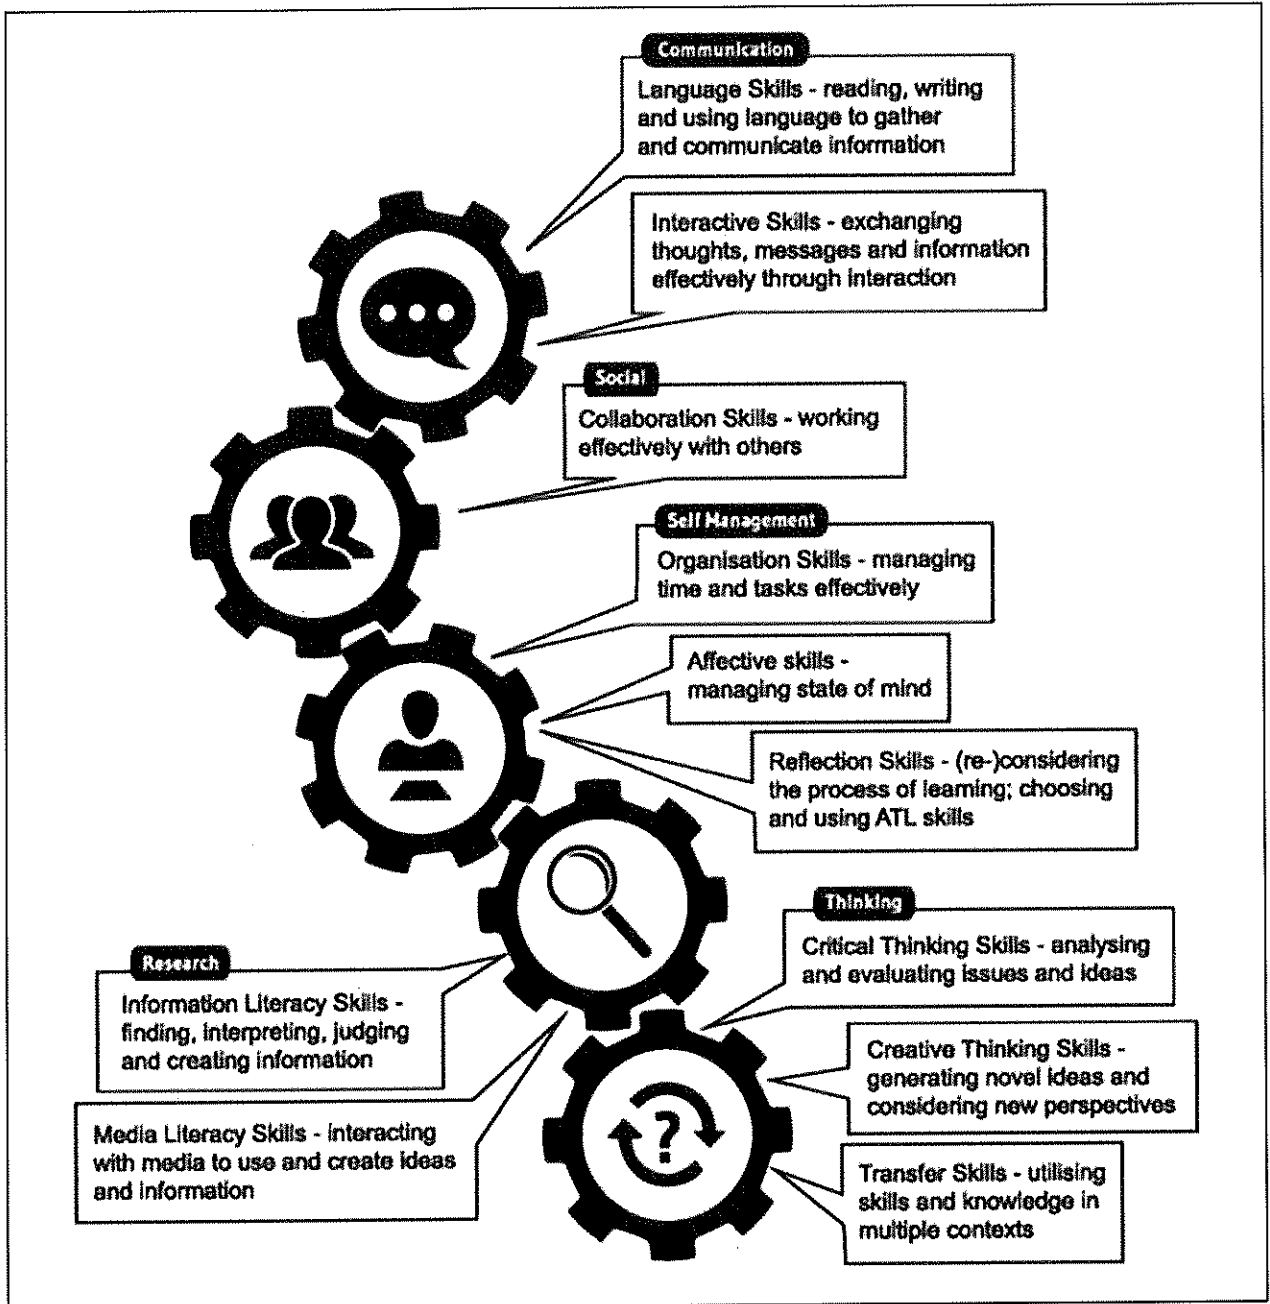 Communication
Language Skills - reading, writing
and using language to gather
and communicate information
Interactive Skills - exchanging
thoughts, messages and information
effectively through interaction
Social
Collaboration Skills - working
effectively with others
Self Management
Organisation Skills - managing
time and tasks effectively
Affective skills -
managing state of mind
Reflection Skills - (re-)considering
the process of learning; choosing
and using ATL skills
Research
Information Literacy Skills -
finding, interpreting, judging
and creating information
Media Literacy Skills - interacting
with media to use and create ideas
and information
Thinking
Critical Thinking Skills - analysing
and evaluating issues and ideas
Creative Thinking Skills -
generating novel ideas and
considering new perspectives
?
Transfer Skills - utilising
skills and knowledge in
multiple contexts